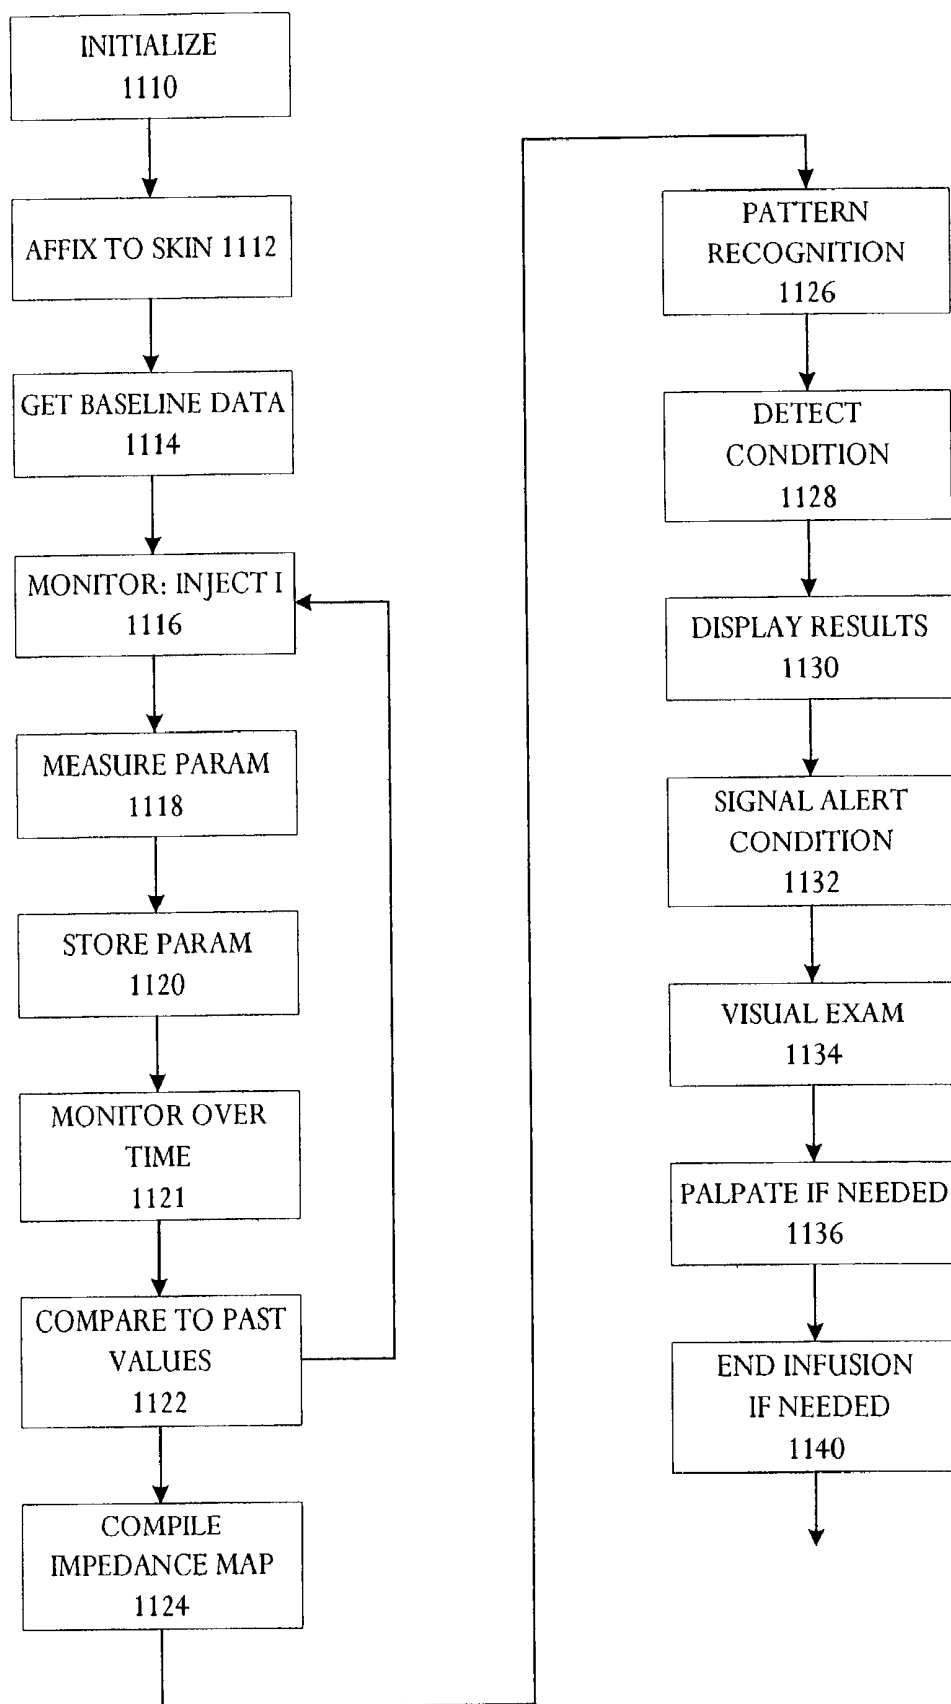 INITIALIZE
1110
AFFIX TO SKIN 1112
GET BASELINE DATA
1114
MONITOR: INJECT I
1116
MEASURE PARAM
1118
STORE PARAM
1120
MONITOR OVER
TIME
1121
COMPARE TO PAST
VALUES
1122
COMPILE
IMPEDANCE MAP
1124
PATTERN
RECOGNITION
1126
DETECT
CONDITION
1128
DISPLAY RESULTS
1130
SIGNAL ALERT
CONDITION
1132
VISUAL EXAM
1134
PALPATE IF NEEDED
1136
END INFUSION
IF NEEDED
1140